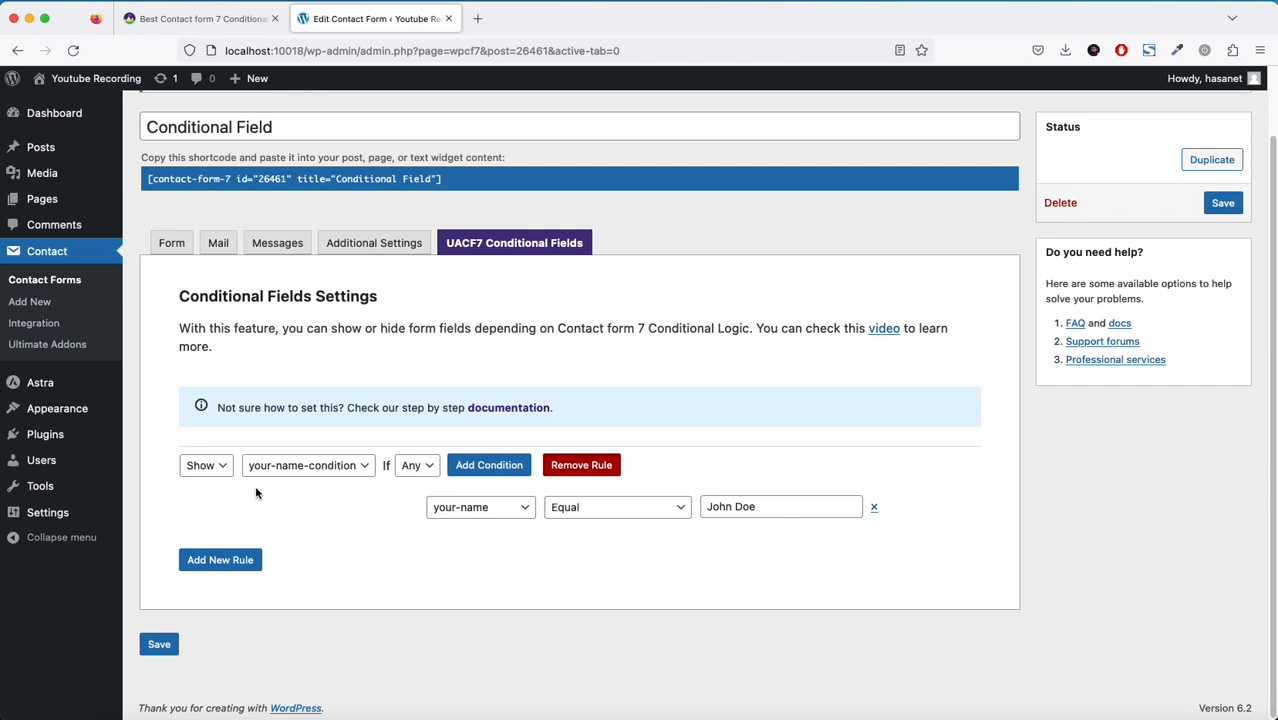 Best Contact form 7 Conditional
Edit Contact Form ‹ Youtube Re
localhost:10018/wp-admin/admin.php?page=wpcf7&post=26461&active-tab=0
Youtube Recording 1 0 New Howdy, hasanet
Dashboard
Posts
Media
Pages
Comments
Contact
Contact Forms
Add New
Integration
Ultimate Addons
Astra
Appearance
Plugins
Users
Tools
Settings
Collapse menu
Conditional Field
Copy this shortcode and paste it into your post, page, or text widget content:
[contact-form-7 id="26461" title="Conditional Field"]
Form Mail Messages Additional Settings UACF7 Conditional Fields
Conditional Fields Settings
With this feature, you can show or hide form fields depending on Contact form 7 Conditional Logic. You can check this video to learn
more.
Not sure how to set this? Check our step by step documentation.
Show your-name-condition If Any Add Condition Remove Rule
your-name Equal John Doe x
Add New Rule
Save
Status
Duplicate
Delete Save
Do you need help?
Here are some available options to help
solve your problems.
1. FAQ and docs
2. Support forums
3. Professional services
Thank you for creating with WordPress.
Version 6.2